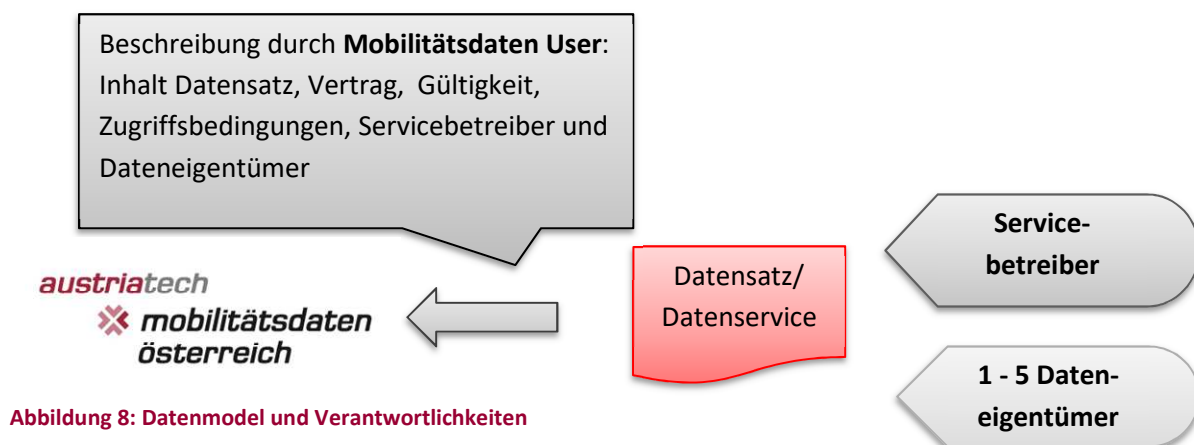 Beschreibung durch Mobilitätsdaten User:
Inhalt Datensatz, Vertrag, Gültigkeit,
Zugriffsbedingungen, Servicebetreiber und
Dateneigentümer
Service-
betreiber
austriatech
mobilitätsdaten
österreich
Datensatz/
Datenservice
1 - 5 Daten-
eigentümer
Abbildung 8: Datenmodel und Verantwortlichkeiten